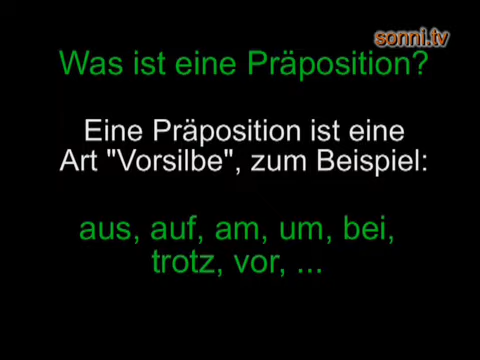 sonni.tv
Was ist eine Präposition?
Eine Präposition ist eine
Art "Vorsilbe", zum Beispiel:
aus, auf, am, um, bei,
trotz, vor, ...